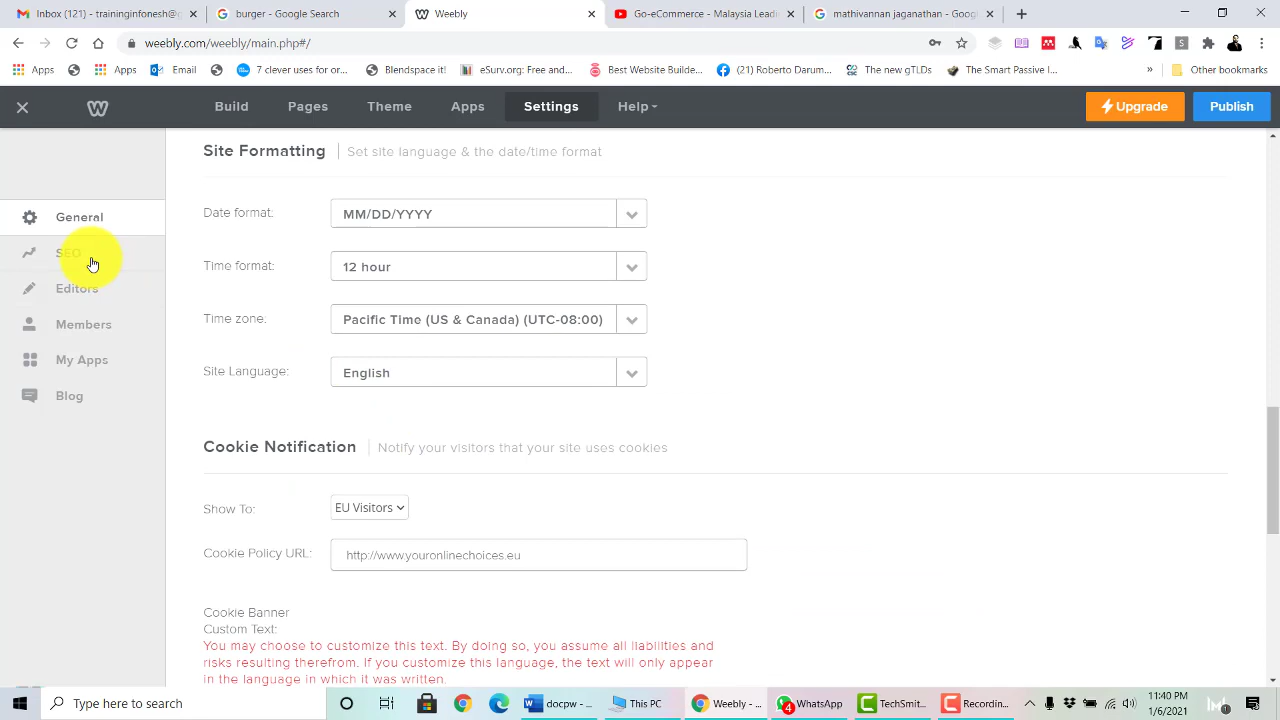 Inbox (206) - traininginfonesh@
burger - Google Search
Weebly
Go-eCommerce - Malaysia Lead
mathivannan jaganathan - Goog
weebly.com/weebly/main.php#/
Apps
Apps
Email
7 clever uses for or...
Blendspace it!
eSurv.org: Free and...
Best Website Builde...
(21) Roberto Darum...
The new gTLDs
The Smart Passive I...
»
Other bookmarks
Build
Pages
Theme
Apps
Settings
Help
Upgrade
Publish
Site Formatting
Set site language & the date/time format
General
Date format:
MM/DD/YYYY
SEO
Time format:
12 hour
Editors
Time zone:
Pacific Time (US & Canada) (UTC-08:00)
Members
My Apps
Site Language:
English
Blog
Cookie Notification
Notify your visitors that your site uses cookies
Show To:
EU Visitors
Cookie Policy URL:
http://www.youronlinechoices.eu
Cookie Banner
Custom Text:
You may choose to customize this text. By doing so, you assume all liabilities and
risks resulting therefrom. If you customize this language, the text will only appear
in the language in which it was written.
Type here to search
Gocpw - ...
This PC
Weebly - ...
4
WhatsApp
TechSmit...
Recordin...
11:40 PM
1/6/2021